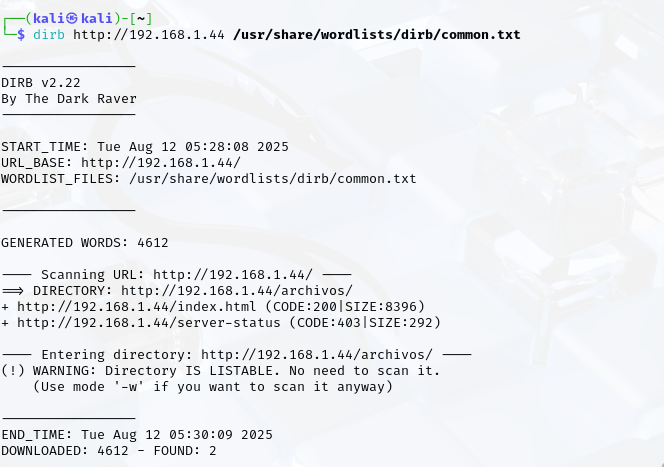 ┌──(kali㉿kali)-[~]
└─$ dirb http://192.168.1.44 /usr/share/wordlists/dirb/common.txt
-----------------
DIRB v2.22
By The Dark Raver
-----------------
START_TIME: Tue Aug 12 05:28:08 2025
URL_BASE: http://192.168.1.44/
WORDLIST_FILES: /usr/share/wordlists/dirb/common.txt
-----------------
GENERATED WORDS: 4612
---- Scanning URL: http://192.168.1.44/ ----
==> DIRECTORY: http://192.168.1.44/archivos/
+ http://192.168.1.44/index.html (CODE:200|SIZE:8396)
+ http://192.168.1.44/server-status (CODE:403|SIZE:292)
---- Entering directory: http://192.168.1.44/archivos/ ----
(!) WARNING: Directory IS LISTABLE. No need to scan it.
(Use mode '-w' if you want to scan it anyway)
-----------------
END_TIME: Tue Aug 12 05:30:09 2025
DOWNLOADED: 4612 - FOUND: 2